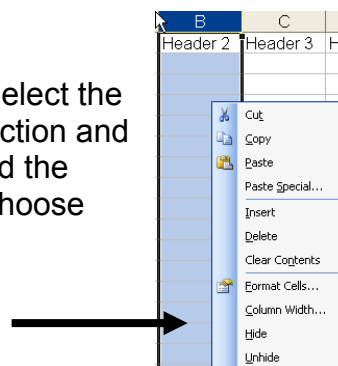 B C
Header 2 Header 3 H
elect the
ction and
d the
hoose
Cut
Copy
Paste
Paste Special...
Insert
Delete
Clear Contents
Format Cells...
Column Width...
Hide
Unhide